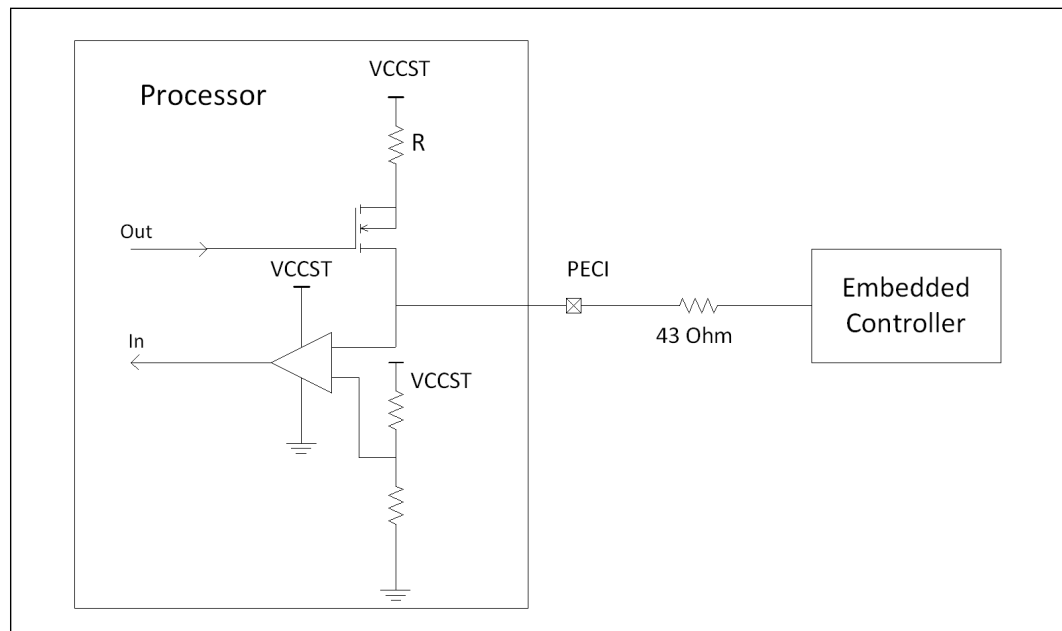 VCCST
Processor
R
Out
VCCST
PECI
Embedded
Controller
In
43 Ohm
VCCST